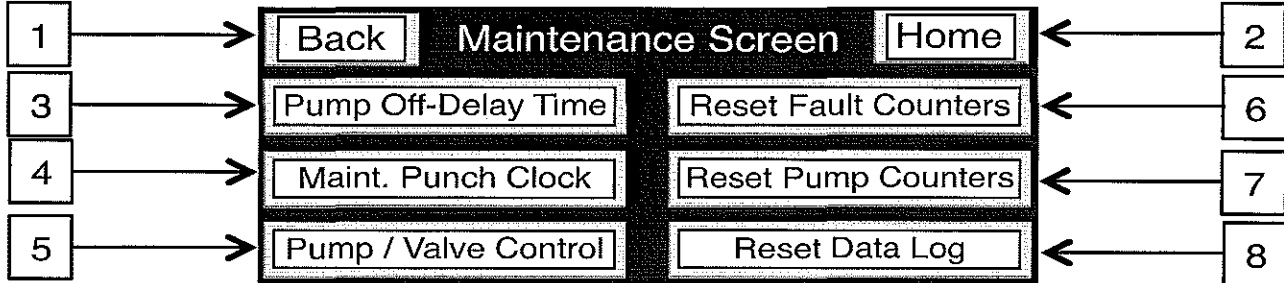 1 Back Maintenance Screen Home 2
3 Pump Off-Delay Time Reset Fault Counters 6
4 Maint. Punch Clock Reset Pump Counters 7
5 Pump / Valve Control Reset Data Log 8